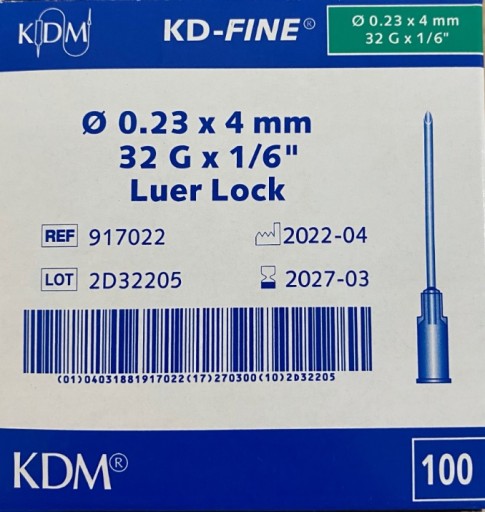 KDM
KD-FINE®
Ø 0.23 x 4 mm
32 G x 1/6"
Ø 0.23 x 4 mm
32 G x 1/6"
Luer Lock
REF 917022
2022-04
LOT 2D32205
2027-03
(01)04031881917022(17)270300(10)2D32205
KDM®
100